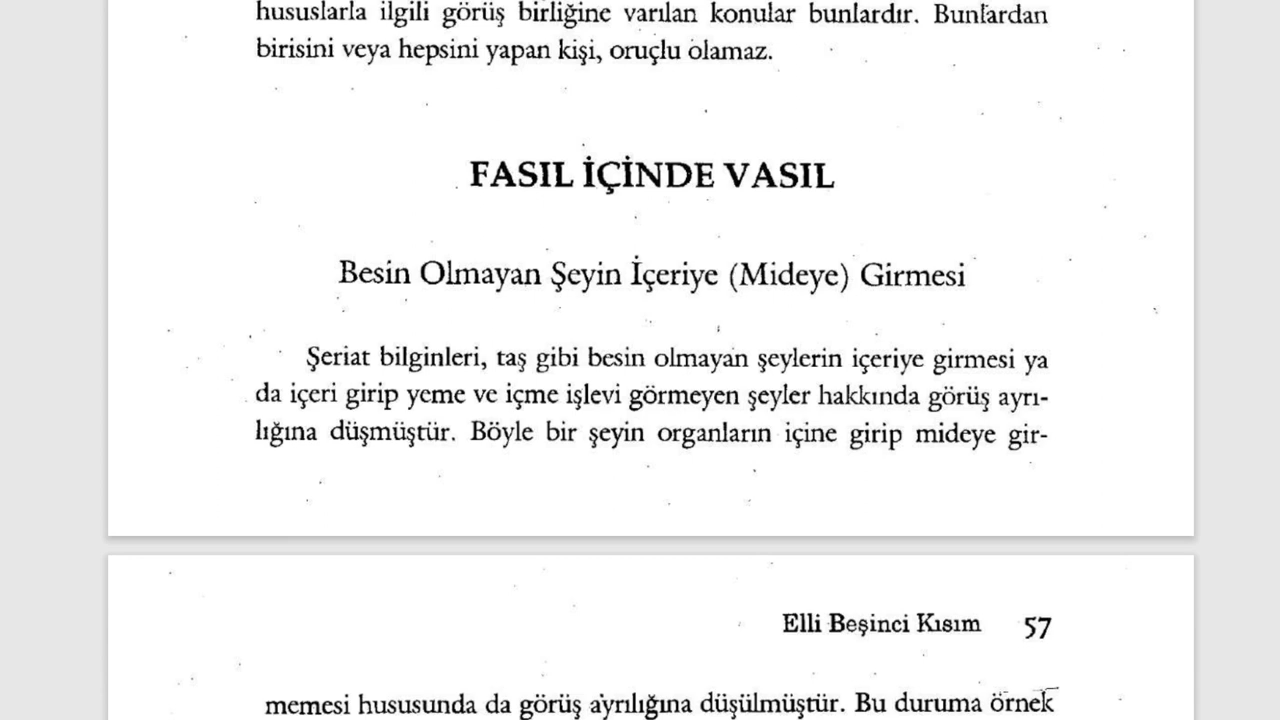 hususlarla ilgili görüş birliğine varılan konular bunlardır. Bunlardan
birisini veya hepsini yapan kişi, oruçlu olamaz.
FASIL İÇİNDE VASIL
Besin Olmayan Şeyin İçeriye (Mideye) Girmesi
Şeriat bilginleri, taş gibi besin olmayan şeylerin içeriye girmesi ya
da içeri girip yeme ve içme işlevi görmeyen şeyler hakkında görüş ayrı-
lığına düşmüştür. Böyle bir şeyin organların içine girip mideye gir-
Elli Beşinci Kısım 57
memesi hususunda da görüş ayrılığına düşülmüştür. Bu duruma örnek